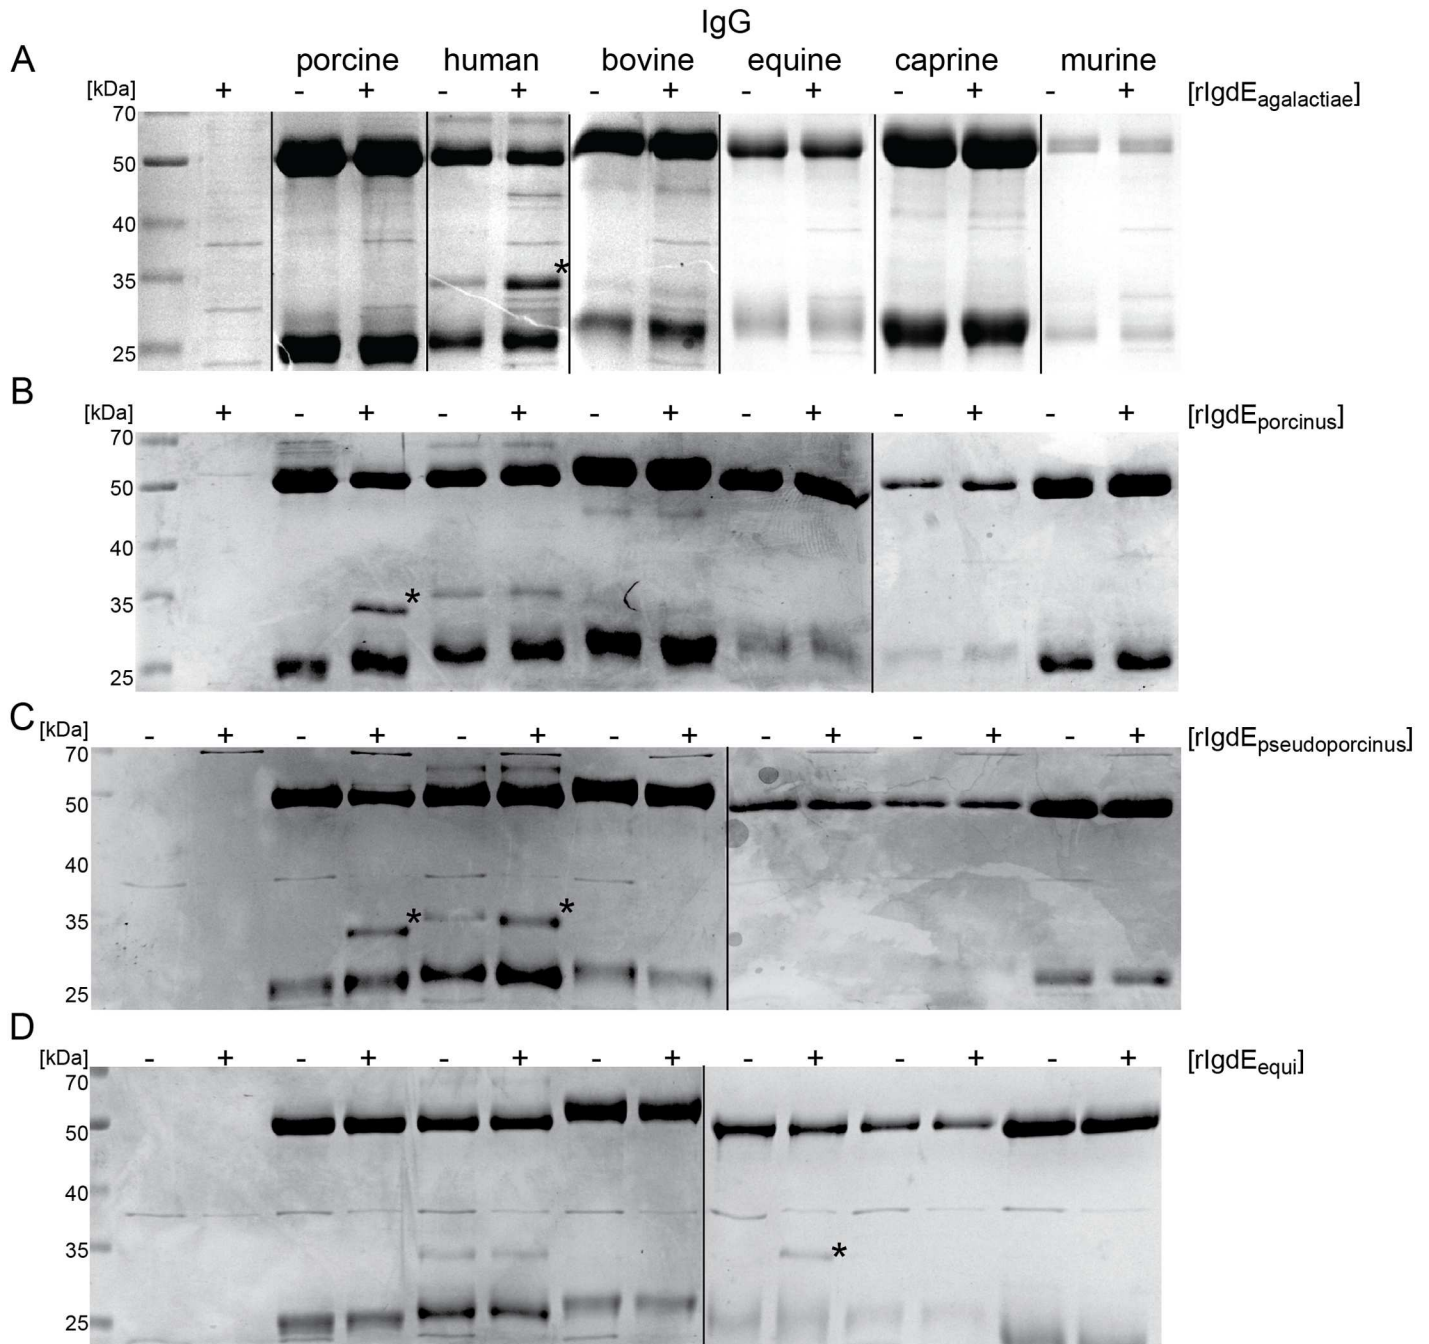 IgG
A
porcine human bovine equine caprine murine
[kDa] + - + - + - + - + - + - + [rIgdEagalactiae]
70
50
40
35
*
25
B
[kDa] + - + - + - + - + - + - + [rIgdEporcinus]
70
50
40
35 *
25
C
[kDa] - + - + - + - + - + - + - + [rIgdEpseudoporcinus]
70
50
40
35 * *
25
D
[kDa] - + - + - + - + - + - + - + [rIgdEequi]
70
50
40
35 *
25